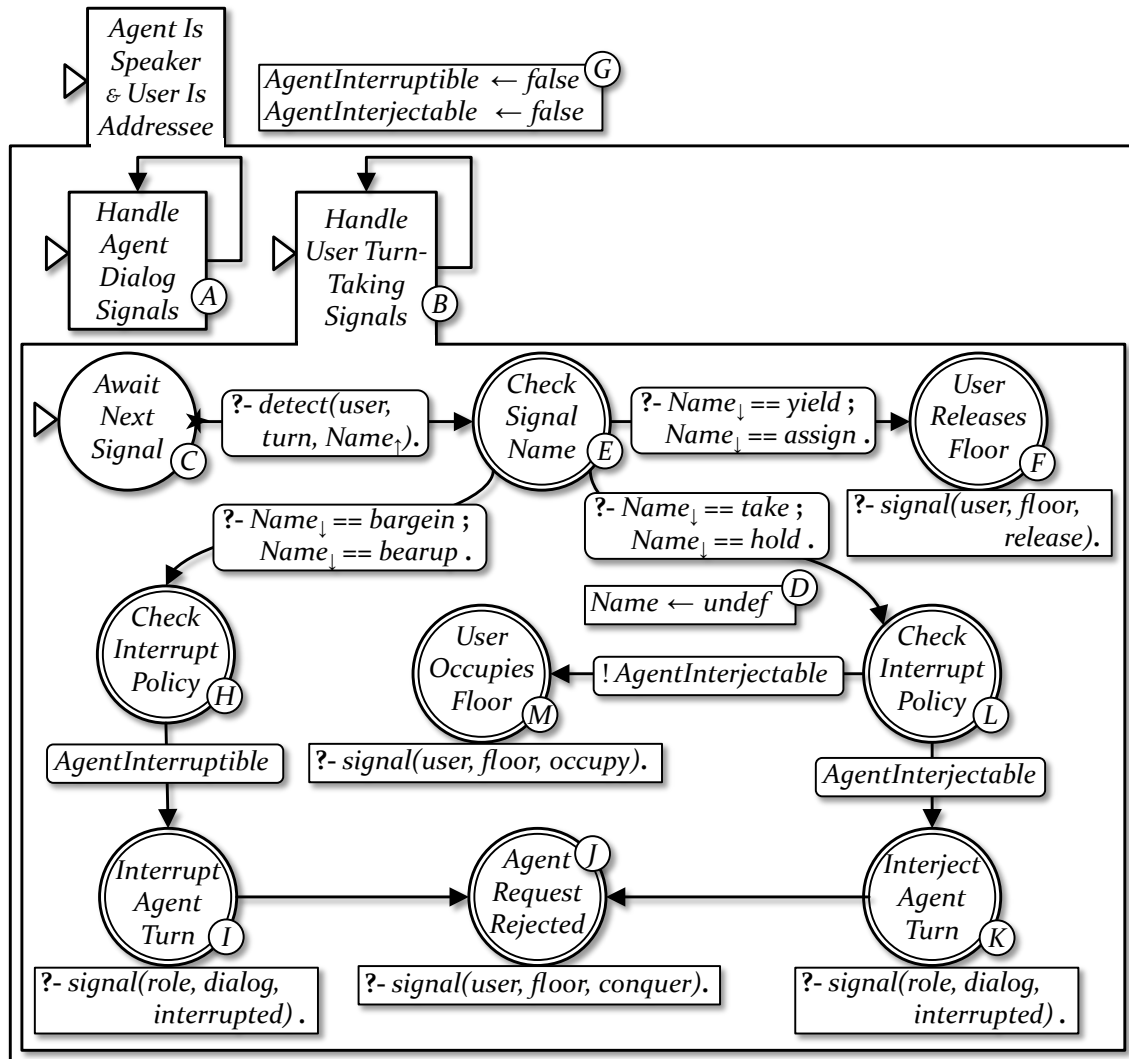 Agent Is
Speaker
& User Is
Addressee
G
AgentInterruptible ← false
AgentInterjectable ← false
Handle
Agent
Dialog
Signals
A
Handle
User Turn-
Taking
Signals
B
Await
Next
Signal
C
?- detect(user,
turn, Name↑).
Check
Signal
Name
E
?- Name↓ == yield ;
Name↓ == assign .
User
Releases
Floor
F
?- signal(user, floor,
release).
?- Name↓ == bargein ;
Name↓ == bearup .
?- Name↓ == take ;
Name↓ == hold .
D
Name ← undef
Check
Interrupt
Policy
H
User
Occupies
Floor
M
! AgentInterjectable
Check
Interrupt
Policy
L
?- signal(user, floor, occupy).
AgentInterruptible
AgentInterjectable
Interrupt
Agent
Turn
I
J
Agent
Request
Rejected
Interject
Agent
Turn
K
?- signal(role, dialog,
interrupted) .
?- signal(user, floor, conquer).
?- signal(role, dialog,
interrupted) .